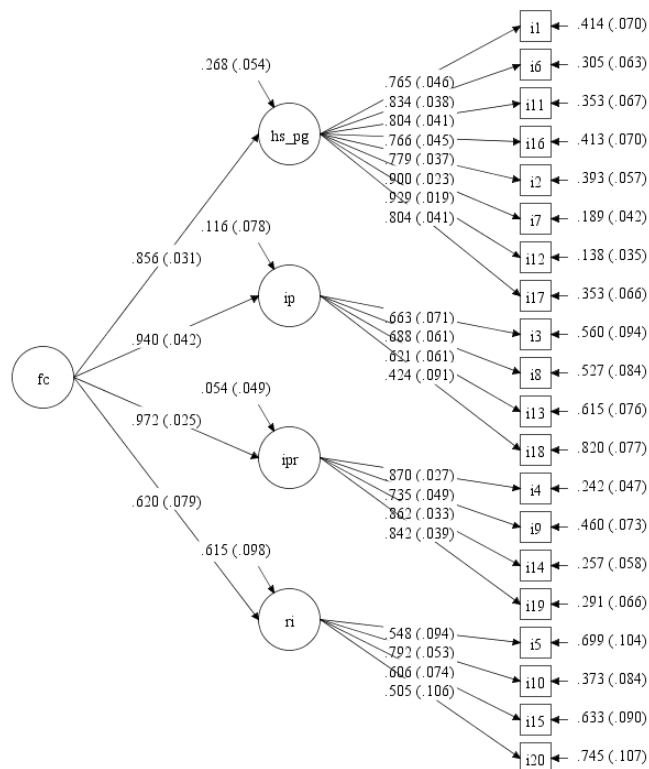 i1 .414 (.070)
.268 (.054)
i6 .305 (.063)
.765 (.046)
.834 (.038)
i11 .353 (.067)
.804 (.041)
hs_pg
.766 (.045)
i16 .413 (.070)
.779 (.037)
i2 .393 (.057)
.900 (.023)
.929 (.019)
i7 .189 (.042)
.804 (.041)
.116 (.078)
.856 (.031)
i12 .138 (.035)
ip
i17 .353 (.066)
.663 (.071)
i3 .560 (.094)
.688 (.061)
.940 (.042)
.621 (.061)
i8 .527 (.084)
.424 (.091)
fc
.054 (.049)
i13 .615 (.076)
.972 (.025)
i18 .820 (.077)
ipr
.870 (.027)
i4 .242 (.047)
.735 (.049)
.620 (.079)
.862 (.033)
i9 .460 (.073)
.842 (.039)
.615 (.098)
i14 .257 (.058)
i19 .291 (.066)
ri
.548 (.094)
i5 .699 (.104)
.792 (.053)
.606 (.074)
i10 .373 (.084)
.505 (.106)
i15 .633 (.090)
i20 .745 (.107)